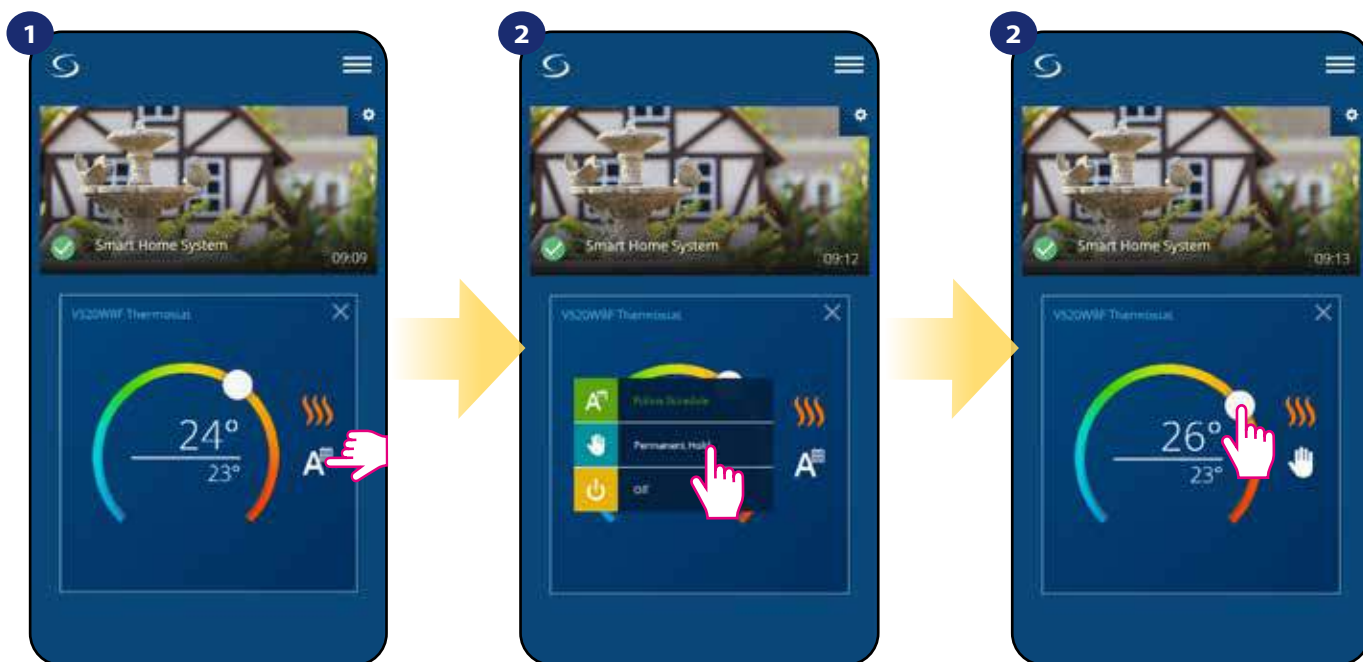 1
Smart Home System
09:09
VS20WRF Thermostat
24°
23°
A
2
Smart Home System
09:12
VS20WRF Thermostat
A
Follow Schedule
Permanent Hold
Off
A
2
Smart Home System
09:13
VS20WRF Thermostat
26°
23°